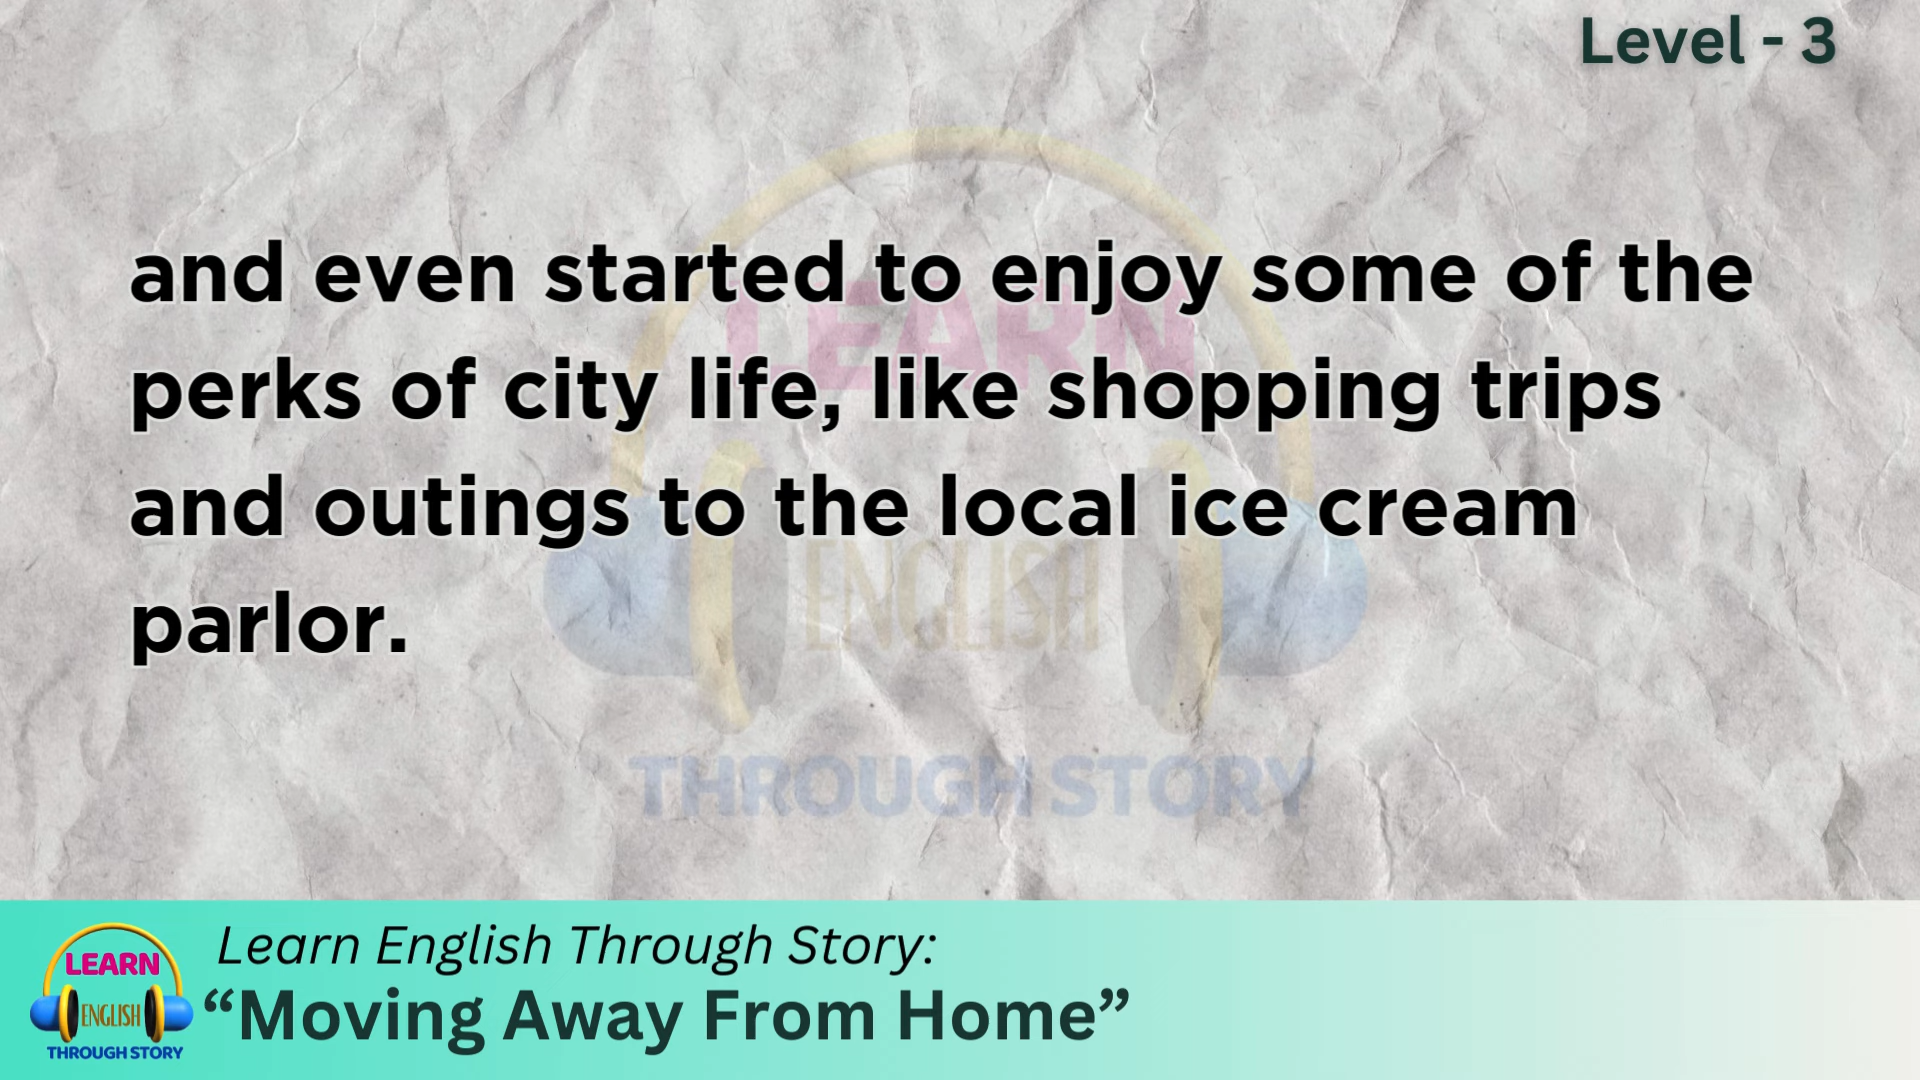 Level - 3
and even started to enjoy some of the
perks of city life, like shopping trips
and outings to the local ice cream
parlor.
LEARN
ENGLISH
THROUGH STORY
Learn English Through Story:
“Moving Away From Home”
LEARN
ENGLISH
THROUGH STORY